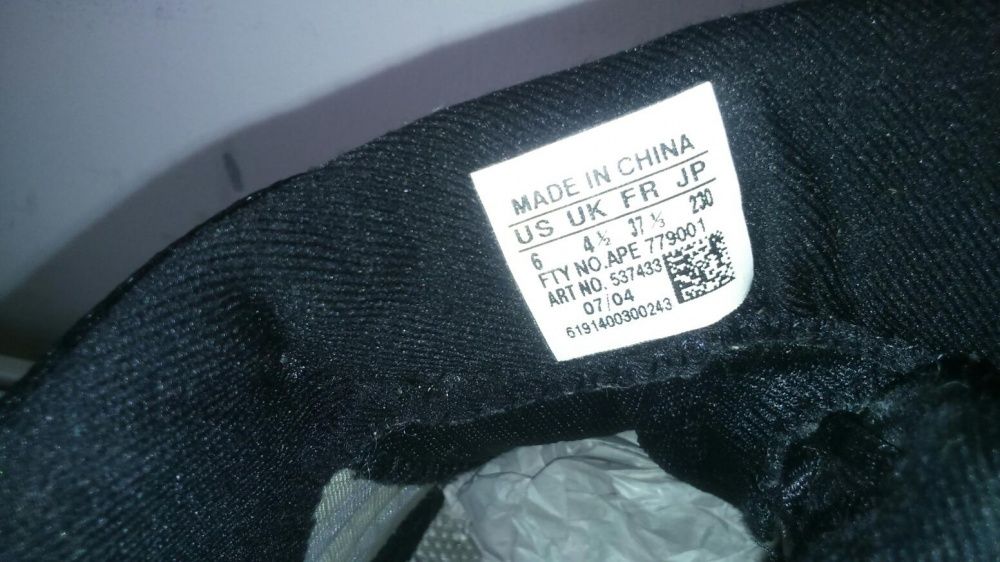 MADE IN CHINA
US UK FR JP
6 4½ 37⅓ 230
FTY NO.APE 779001
ART NO. 537433
07/04
6191400300243